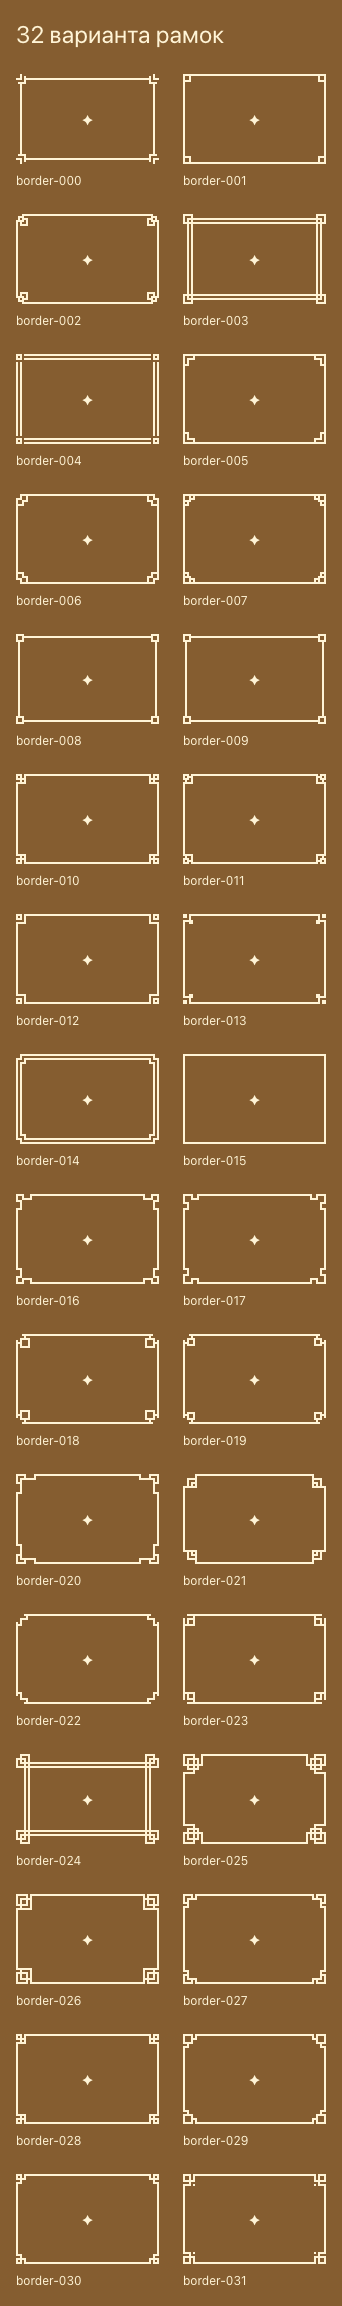 32 варианта рамок
border-000
border-001
border-002
border-003
border-004
border-005
border-006
border-007
border-008
border-009
border-010
border-011
border-012
border-013
border-014
border-015
border-016
border-017
border-018
border-019
border-020
border-021
border-022
border-023
border-024
border-025
border-026
border-027
border-028
border-029
border-030
border-031